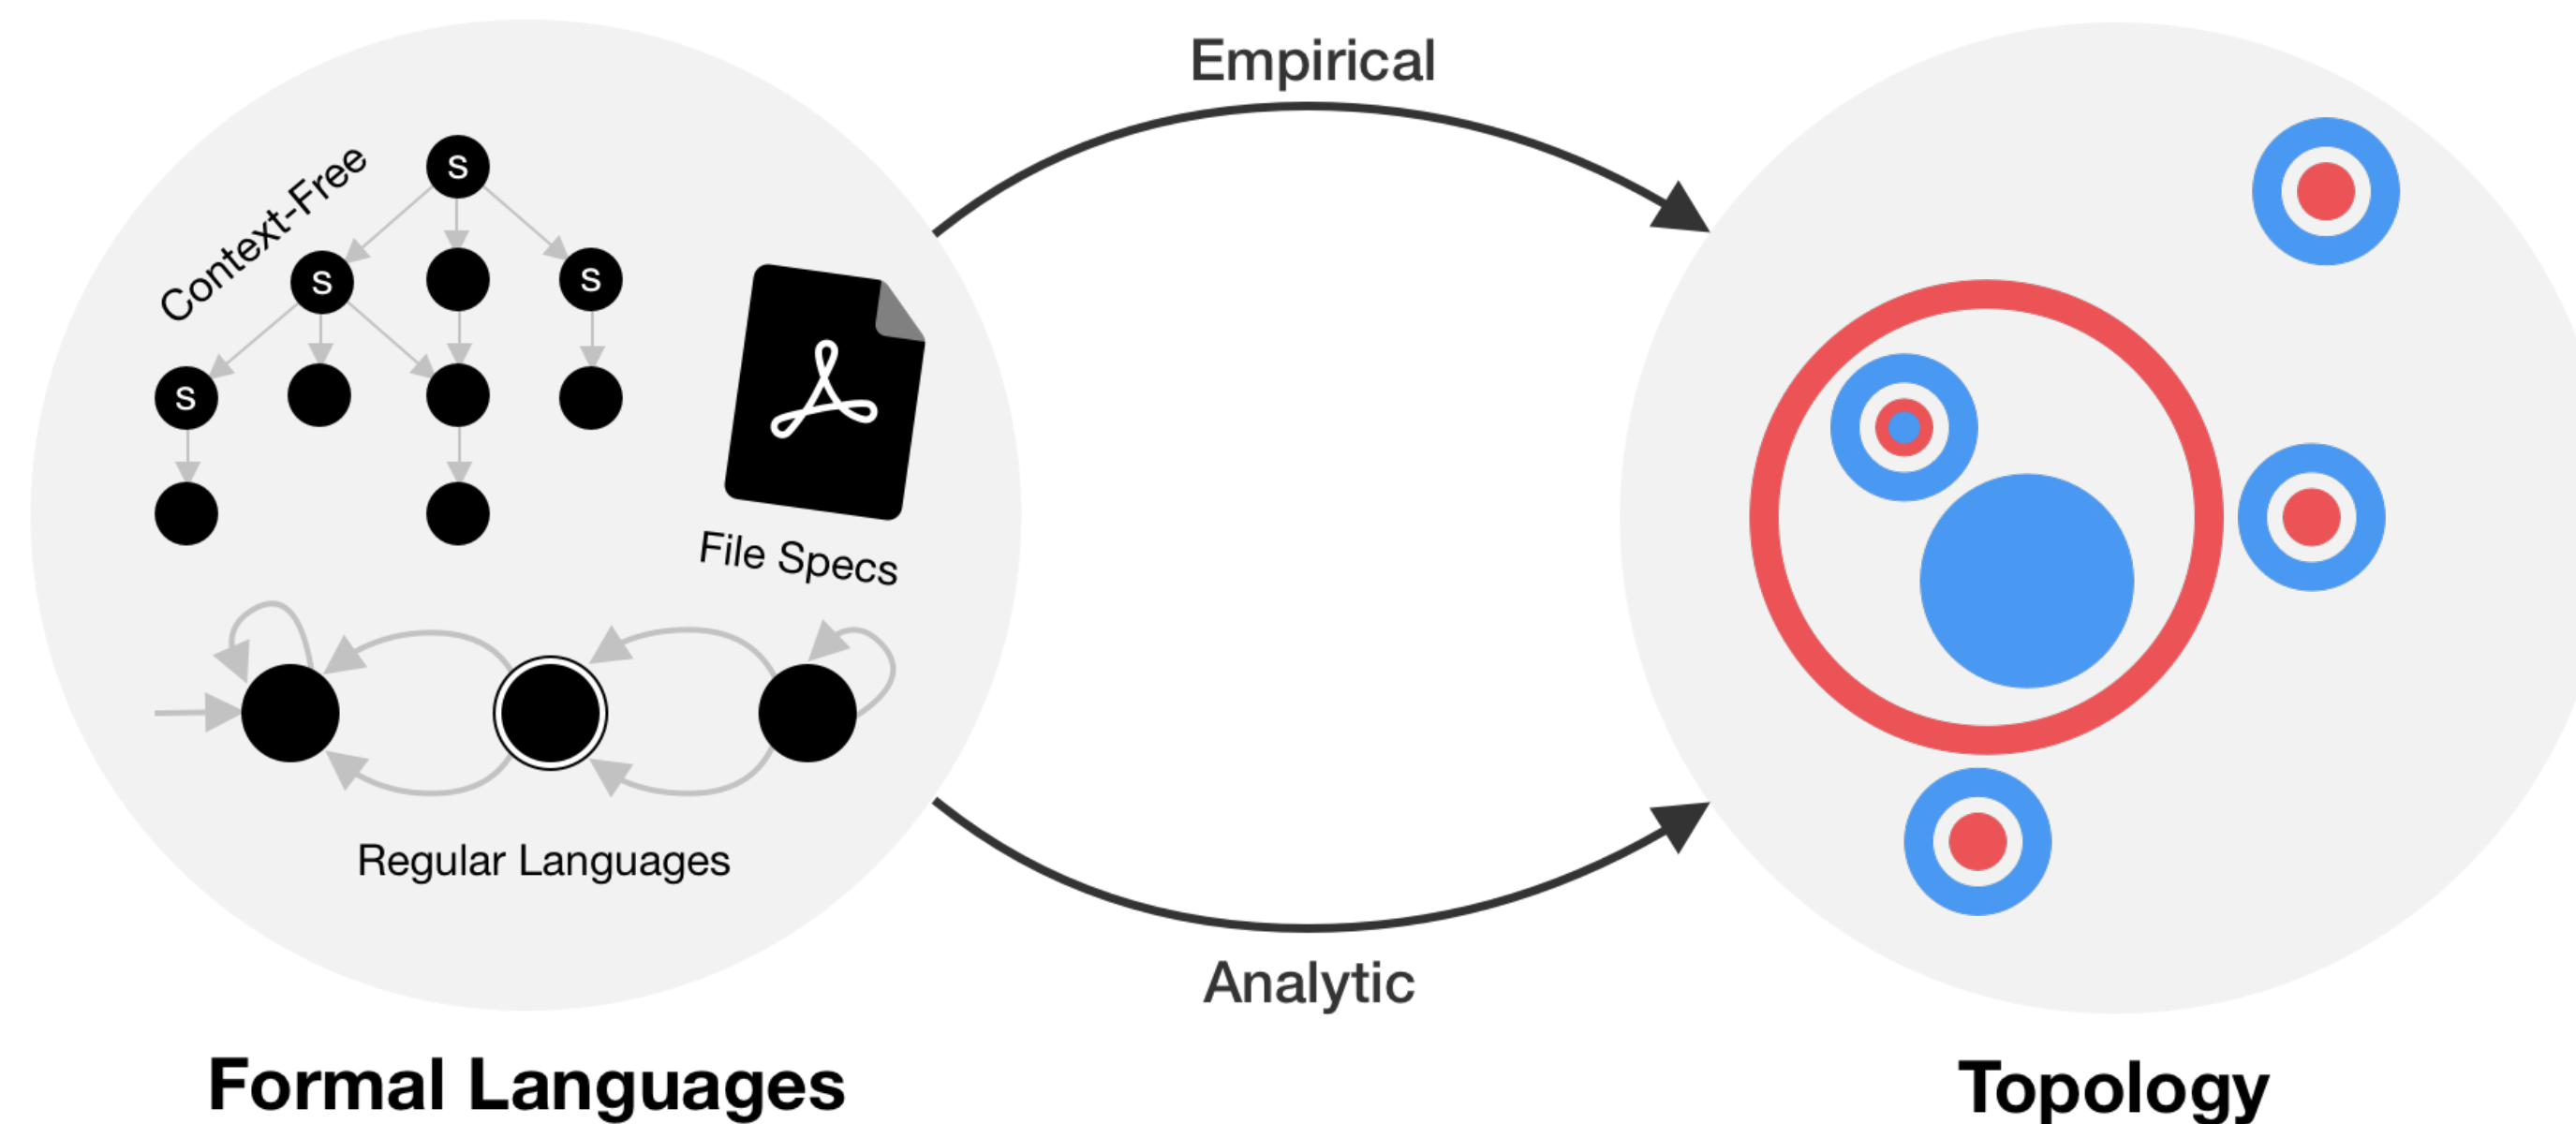 Empirical
Context-Free
S
S
S
S
File Specs
Regular Languages
Analytic
Formal Languages
Topology